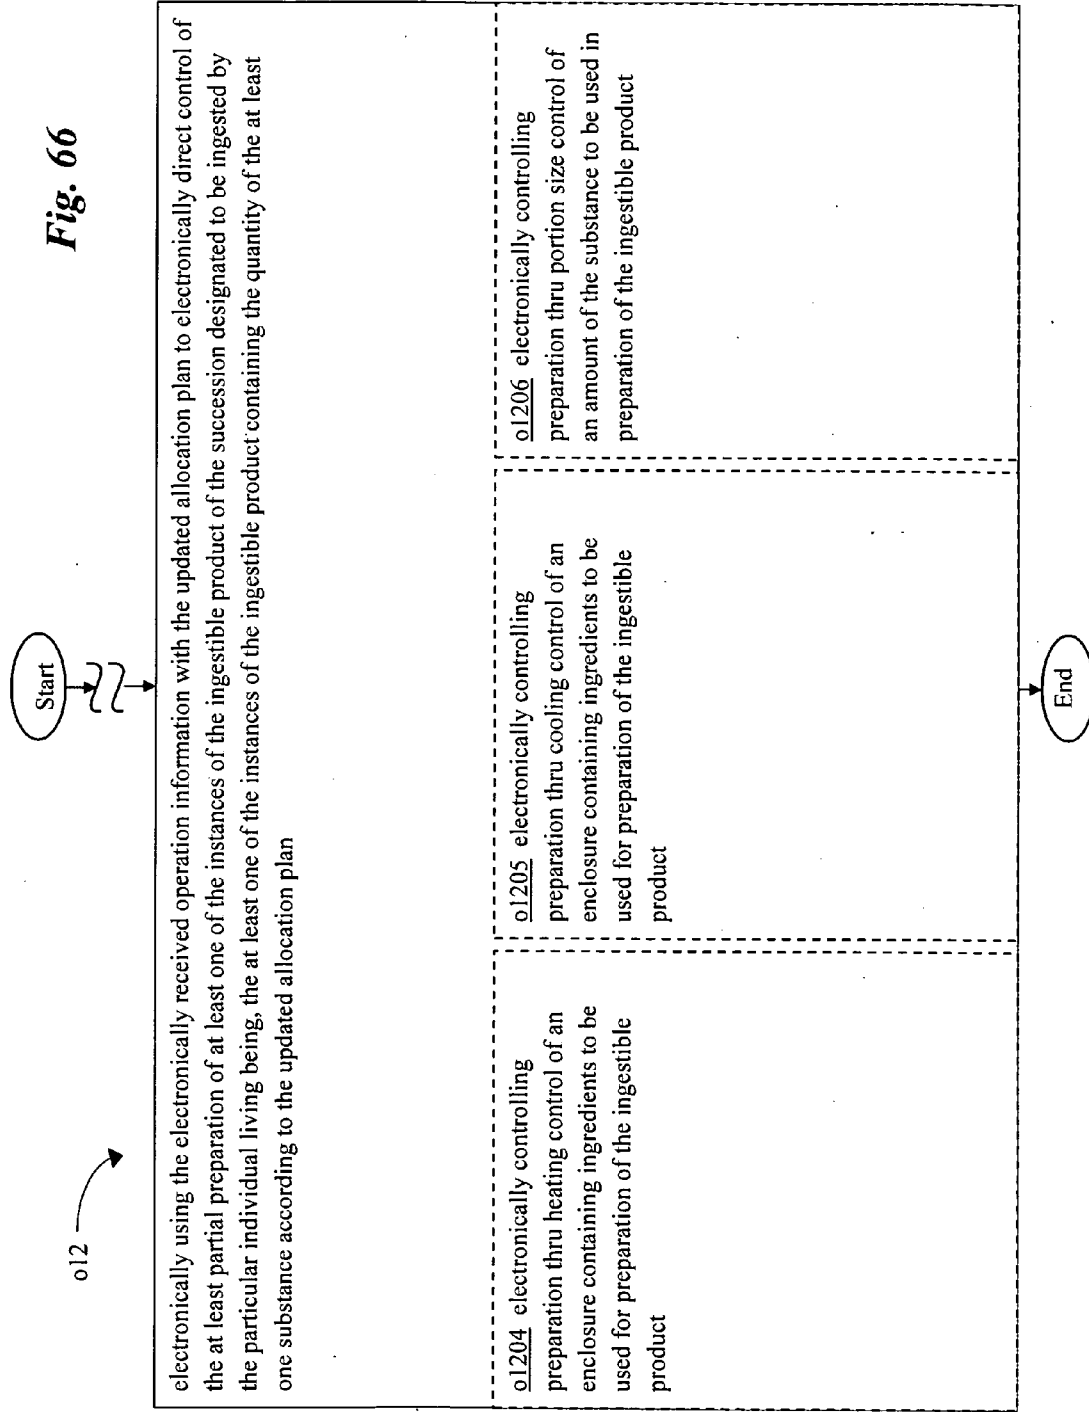 Fig. 66
o12
Start
electronically using the electronically received operation information with the updated allocation plan to electronically direct control of
the at least partial preparation of at least one of the instances of the ingestible product of the succession designated to be ingested by
the particular individual living being, the at least one of the instances of the ingestible product containing the quantity of the at least
one substance according to the updated allocation plan
o1204 electronically controlling
preparation thru heating control of an
enclosure containing ingredients to be
used for preparation of the ingestible
product
o1205 electronically controlling
preparation thru cooling control of an
enclosure containing ingredients to be
used for preparation of the ingestible
product
o1206 electronically controlling
preparation thru portion size control of
an amount of the substance to be used in
preparation of the ingestible product
End